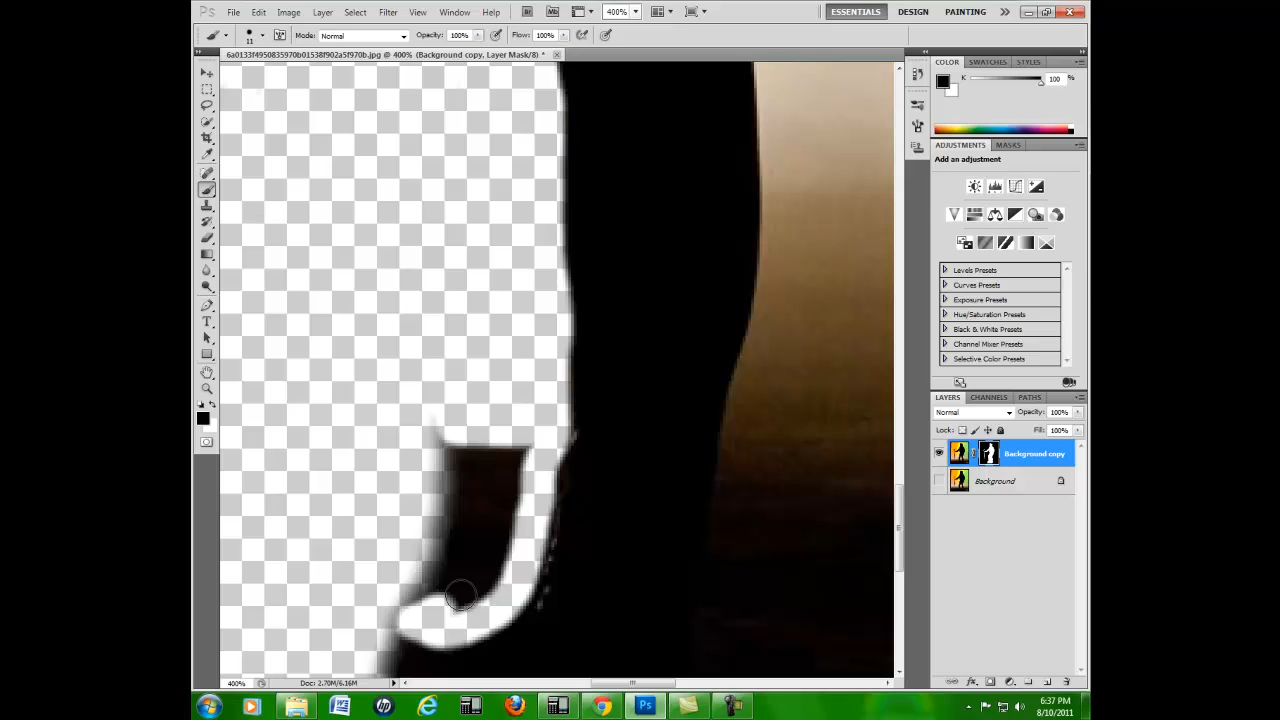 Ps File Edit Image Layer Select Filter View Window Help Br Mb 400% ESSENTIALS DESIGN PAINTING
11 Mode: Normal Opacity: 100% Flow: 100%
6a0133f4950835970b01538f902a5f970b.jpg @ 400% (Background copy, Layer Mask/8) *
COLOR SWATCHES STYLES
K 100 %
ADJUSTMENTS MASKS
Add an adjustment
Levels Presets
Curves Presets
Exposure Presets
Hue/Saturation Presets
Black & White Presets
Channel Mixer Presets
Selective Color Presets
LAYERS CHANNELS PATHS
Normal Opacity: 100%
Lock: Fill: 100%
Background copy
Background
400% Doc: 2.70M/6.16M
6:37 PM
8/10/2011